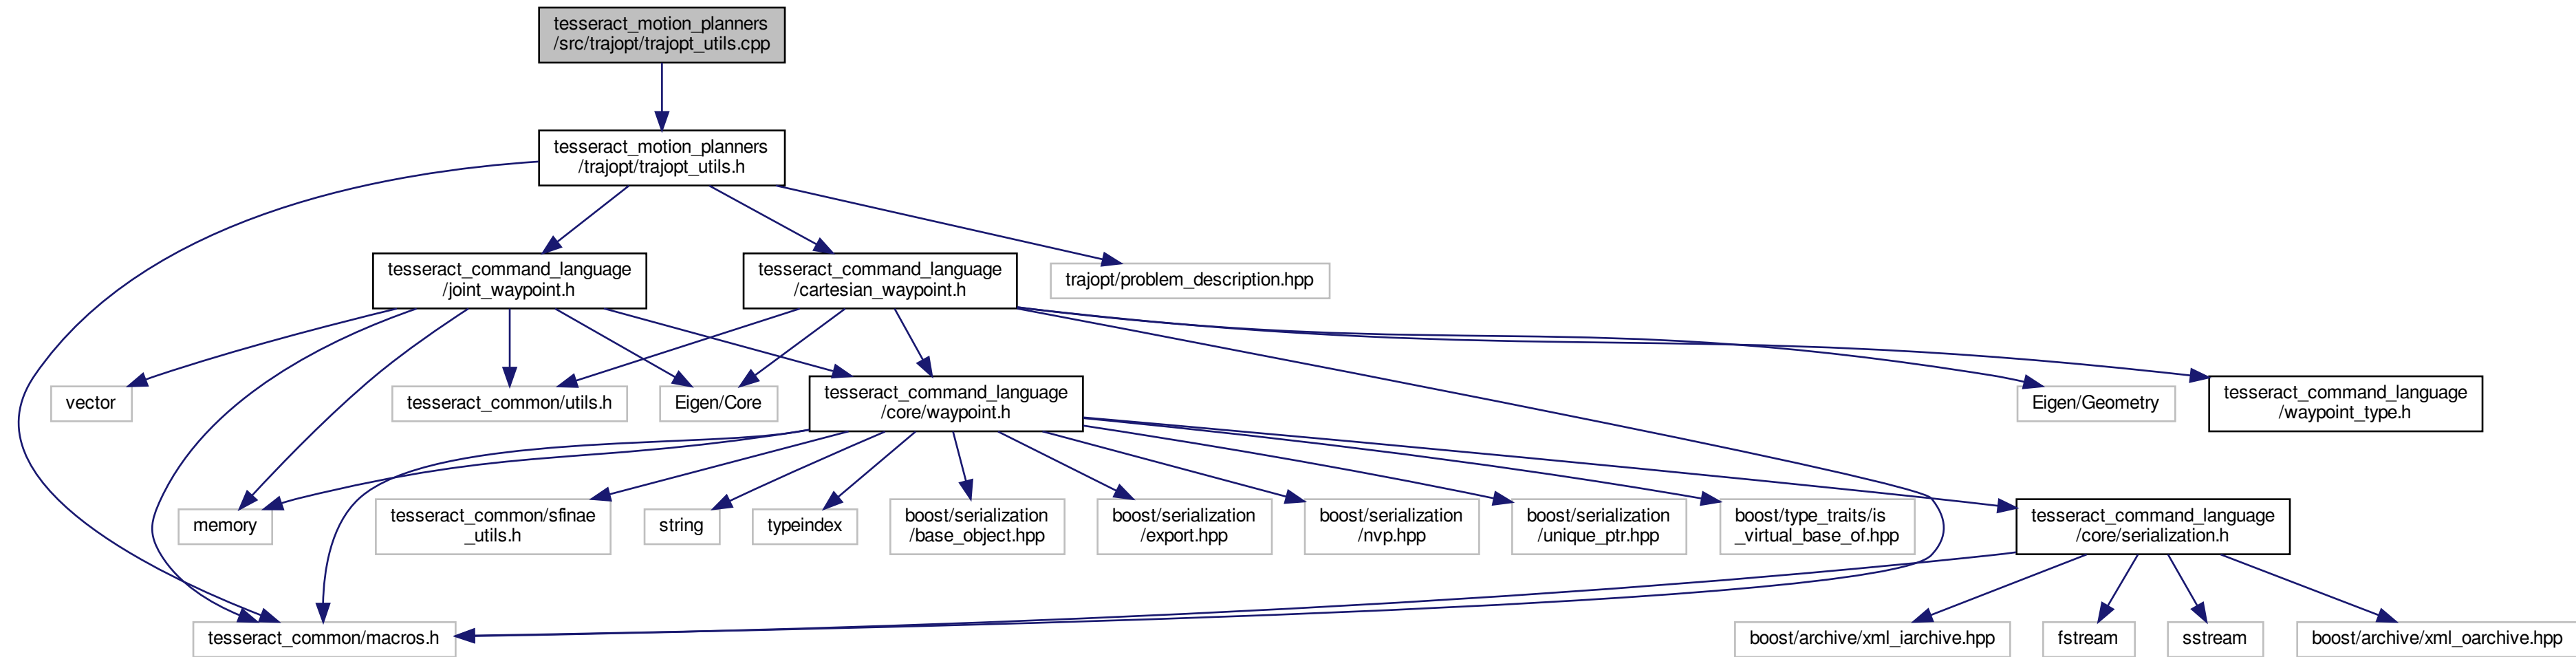 tesseract_motion_planners
/src/trajopt/trajopt_utils.cpp
tesseract_motion_planners
/trajopt/trajopt_utils.h
tesseract_command_language
/joint_waypoint.h
tesseract_command_language
/cartesian_waypoint.h
trajopt/problem_description.hpp
vector
tesseract_common/utils.h
Eigen/Core
tesseract_command_language
/core/waypoint.h
Eigen/Geometry
tesseract_command_language
/waypoint_type.h
memory
tesseract_common/sfinae
_utils.h
string
typeindex
boost/serialization
/base_object.hpp
boost/serialization
/export.hpp
boost/serialization
/nvp.hpp
boost/serialization
/unique_ptr.hpp
boost/type_traits/is
_virtual_base_of.hpp
tesseract_command_language
/core/serialization.h
tesseract_common/macros.h
boost/archive/xml_iarchive.hpp
fstream
sstream
boost/archive/xml_oarchive.hpp